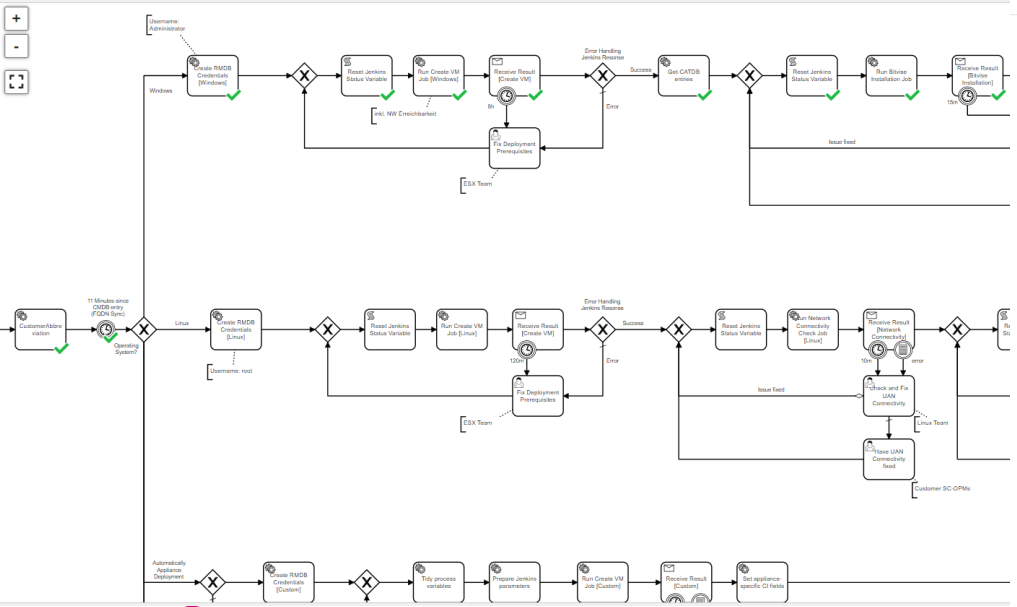 +
-
Username:
Administrator
Create RMDB
Credentials
[Windows]
Windows
Reset Jenkins
Status Variable
Run Create VM
Job [Windows]
Receive Result
[Create VM]
8h
inkl. NW Erreichbarkeit
Error Handling
Jenkins Resonse
Success
Error
Fix Deployment
Prerequisites
ESX Team
Get CATDB
entries
Reset Jenkins
Status Variable
Run Bitvise
Installation Job
Receive Result
[Bitvise
Installation]
15m
Issue fixed
CustomerAbbre
viation
11 Minutes since
CMDB entry
(FQDN Sync)
Operating
System?
Linux
Create RMDB
Credentials
[Linux]
Username: root
Reset Jenkins
Status Variable
Run Create VM
Job [Linux]
Receive Result
[Create VM]
120m
Error Handling
Jenkins Resonse
Success
Error
Fix Deployment
Prerequisites
ESX Team
Reset Jenkins
Status Variable
Run Network
Connectivity
Check Job
[Linux]
Receive Result
[Network
Connectivity]
10m
error
Issue fixed
Check and Fix
UAN
Connectivity
Linux Team
Have UAN
Connectivity
fixed
Customer SC-OPMs
Automatically
Appliance
Deployment
Create RMDB
Credentials
[Custom]
Tidy process
variables
Prepare Jenkins
parameters
Run Create VM
Job [Custom]
Receive Result
[Custom]
Set appliance-
specific CI fields